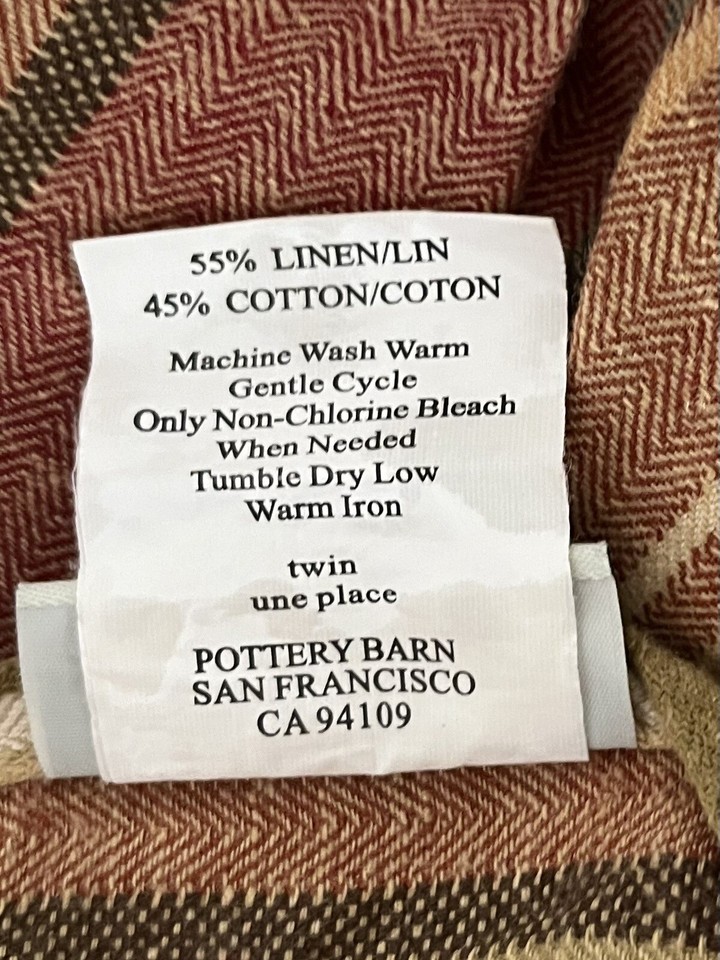 55% LINEN/LIN
45% COTTON/COTON
Machine Wash Warm
Gentle Cycle
Only Non-Chlorine Bleach
When Needed
Tumble Dry Low
Warm Iron
twin
une place
POTTERY BARN
SAN FRANCISCO
CA 94109